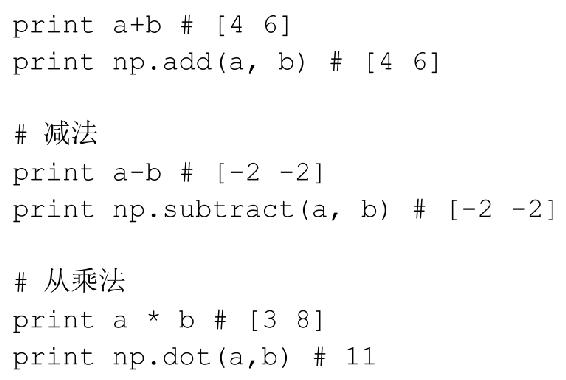 print a+b # [4 6]
print np.add(a, b) # [4 6]
# 减法
print a-b # [-2 -2]
print np.subtract(a, b) # [-2 -2]
# 从乘法
print a * b # [3 8]
print np.dot(a,b) # 11